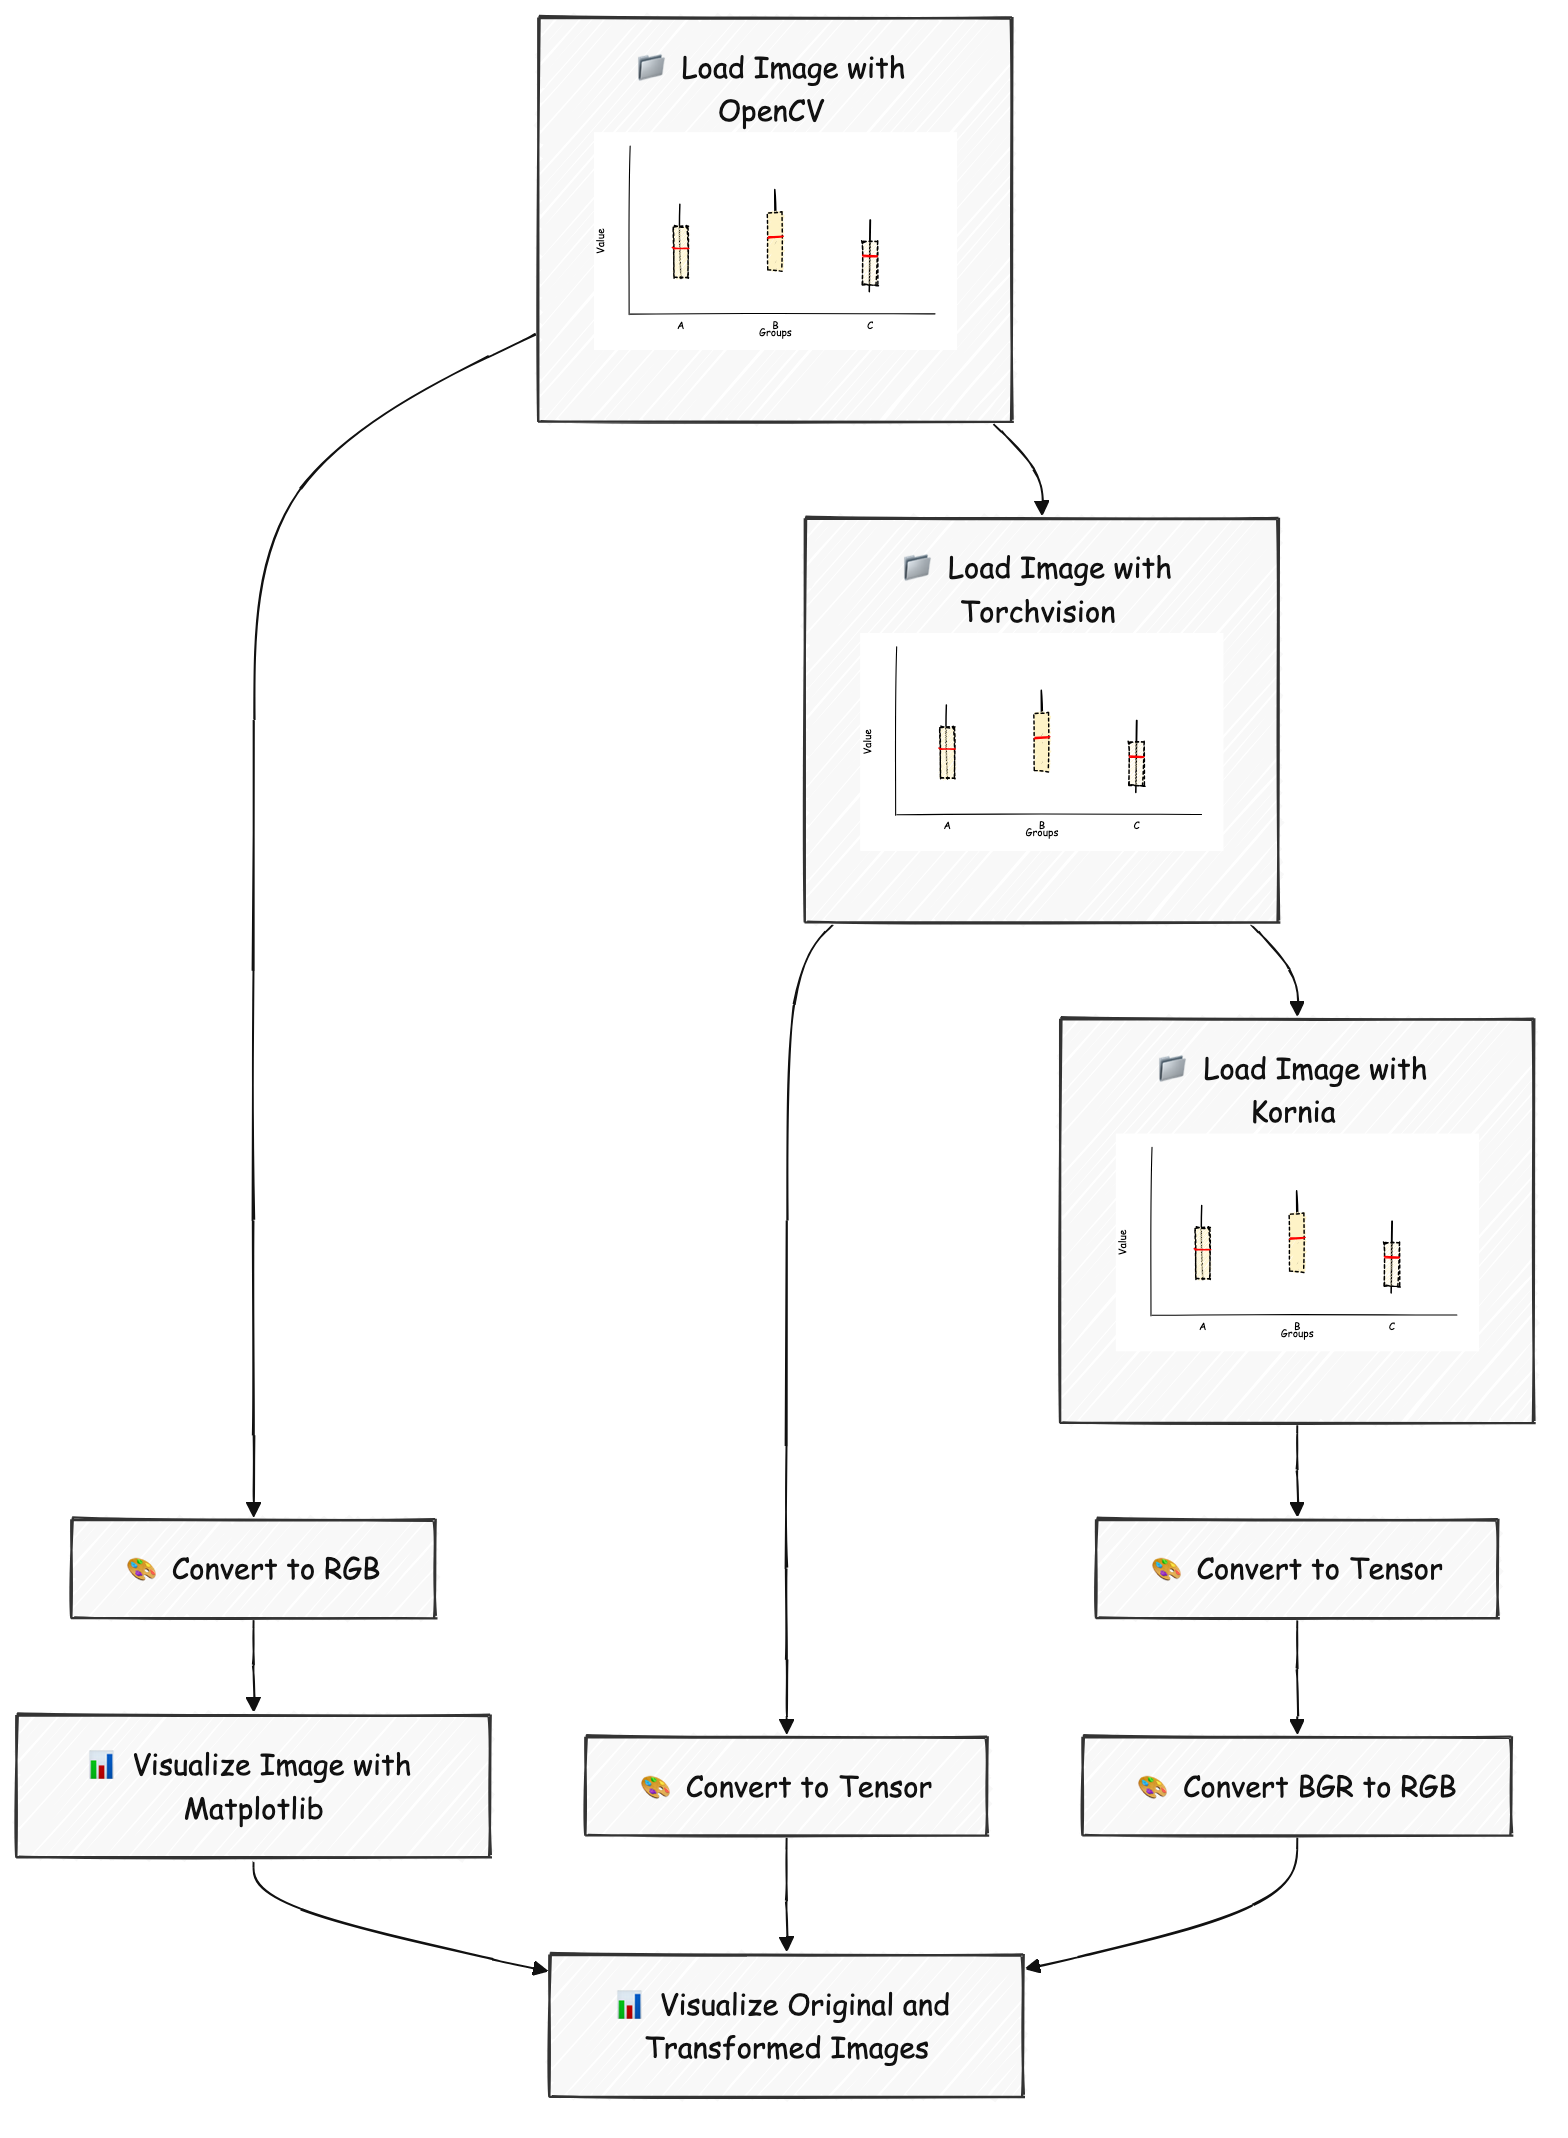 📁 Load Image with
OpenCV
Value
A B C
Groups
📁 Load Image with
Torchvision
Value
A B C
Groups
📁 Load Image with
Kornia
Value
A B C
Groups
🎨 Convert to RGB
🎨 Convert to Tensor
📊 Visualize Image with
Matplotlib
🎨 Convert to Tensor
🎨 Convert BGR to RGB
📊 Visualize Original and
Transformed Images